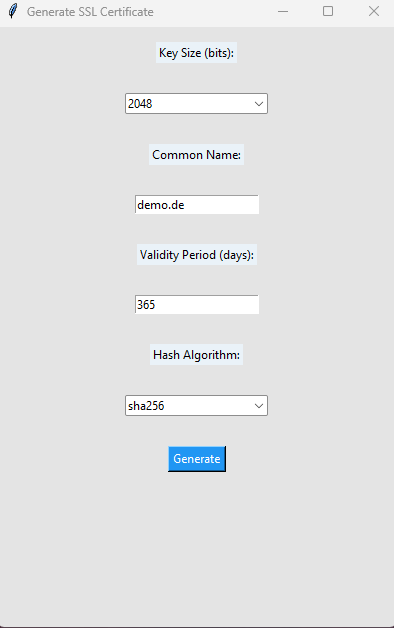 Generate SSL Certificate
Key Size (bits):
2048
Common Name:
demo.de
Validity Period (days):
365
Hash Algorithm:
sha256
Generate